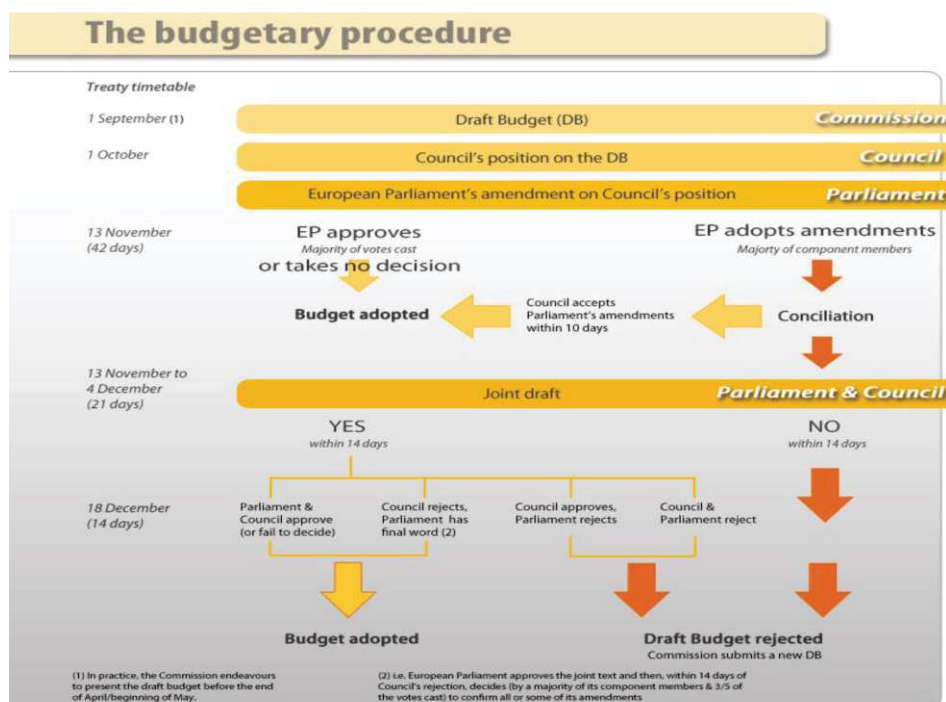 The budgetary procedure
Treaty timetable
1 September (1)
Draft Budget (DB)
Commission
1 October
Council's position on the DB
Council
European Parliament's amendment on Council's position
Parliament
13 November
(42 days)
EP approves
Majority of votes cast
or takes no decision
EP adopts amendments
Majorty of component members
Budget adopted
Council accepts
Parliament's amendments
within 10 days
Conciliation
13 November to
4 December
(21 days)
Joint draft
Parliament & Council
YES
within 14 days
NO
within 14 days
18 December
(14 days)
Parliament &
Council approve
(or fail to decide)
Council rejects,
Parliament has
final word (2)
Council approves,
Parliament rejects
Council &
Parliament reject
Budget adopted
Draft Budget rejected
Commission submits a new DB
(1) In practice, the Commission endeavours
to present the draft budget before the end
of April/beginning of May.
(2) i.e. European Parliament approves the joint text and then, within 14 days of
Council's rejection, decides (by a majority of its component members & 3/5 of
the votes cast) to confirm all or some of its amendments